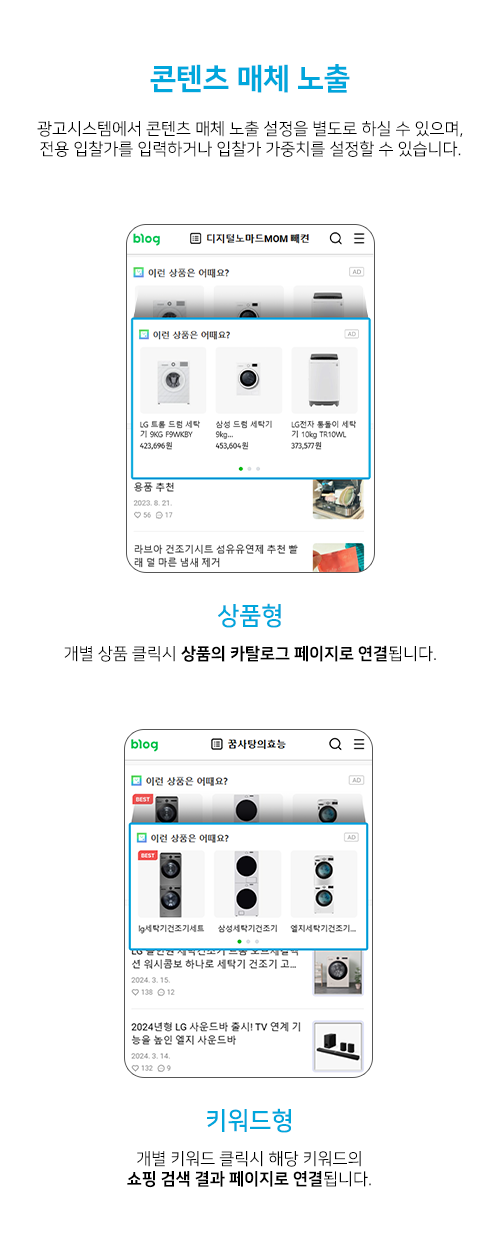 콘텐츠 매체 노출
광고시스템에서 콘텐츠 매체 노출 설정을 별도로 하실 수 있으며,
전용 입찰가를 입력하거나 입찰가 가중치를 설정할 수 있습니다.
blog 디지털노마드MOM 빼켠
이런 상품은 어때요? AD
이런 상품은 어때요? AD
LG 트롬 드럼 세탁
기 9KG F9WKBY
423,696원
삼성 드럼 세탁기
9kg...
453,604원
LG전자 통돌이 세탁
기 10kg TR10WL
373,577원
용품 추천
2023. 8. 21.
56 17
라브아 건조기시트 섬유유연제 추천 빨
래 덜 마른 냄새 제거
상품형
개별 상품 클릭시 상품의 카탈로그 페이지로 연결됩니다.
blog 꿈사탕의효능
이런 상품은 어때요? AD
BEST
이런 상품은 어때요? AD
BEST
lg세탁기건조기세트 삼성세탁기건조기 엘지세탁기건조기...
션 워시콤보 하나로 세탁기 건조기 고...
2024. 3. 15.
138 12
2024년형 LG 사운드바 출시! TV 연계 기
능을 높인 엘지 사운드바
2024. 3. 14.
132 9
키워드형
개별 키워드 클릭시 해당 키워드의
쇼핑 검색 결과 페이지로 연결됩니다.